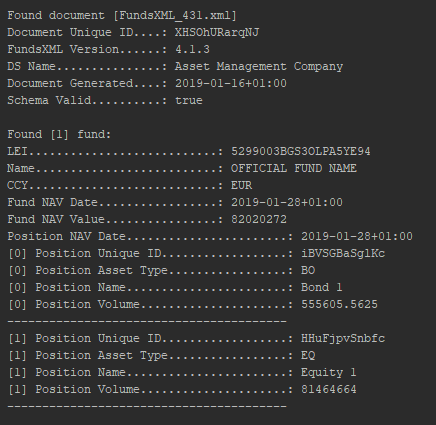 Found document [FundsXML_431.xml]
Document Unique ID....: XHSOhURarqNJ
FundsXML Version......: 4.1.3
DS Name...............: Asset Management Company
Document Generated....: 2019-01-16+01:00
Schema Valid..........: true
Found [1] fund:
LEI...........................: 5299003BGS3OLPA5YE94
Name..........................: OFFICIAL FUND NAME
CCY...........................: EUR
Fund NAV Date.................: 2019-01-28+01:00
Fund NAV Value................: 82020272
Position NAV Date.......................: 2019-01-28+01:00
[0] Position Unique ID..................: iBVSGBaSglKc
[0] Position Asset Type.................: BO
[0] Position Name.......................: Bond 1
[0] Position Volume.....................: 555605.5625
----------------------------------------
[1] Position Unique ID..................: HHuFjpvSnbfc
[1] Position Asset Type.................: EQ
[1] Position Name.......................: Equity 1
[1] Position Volume.....................: 81464664
----------------------------------------